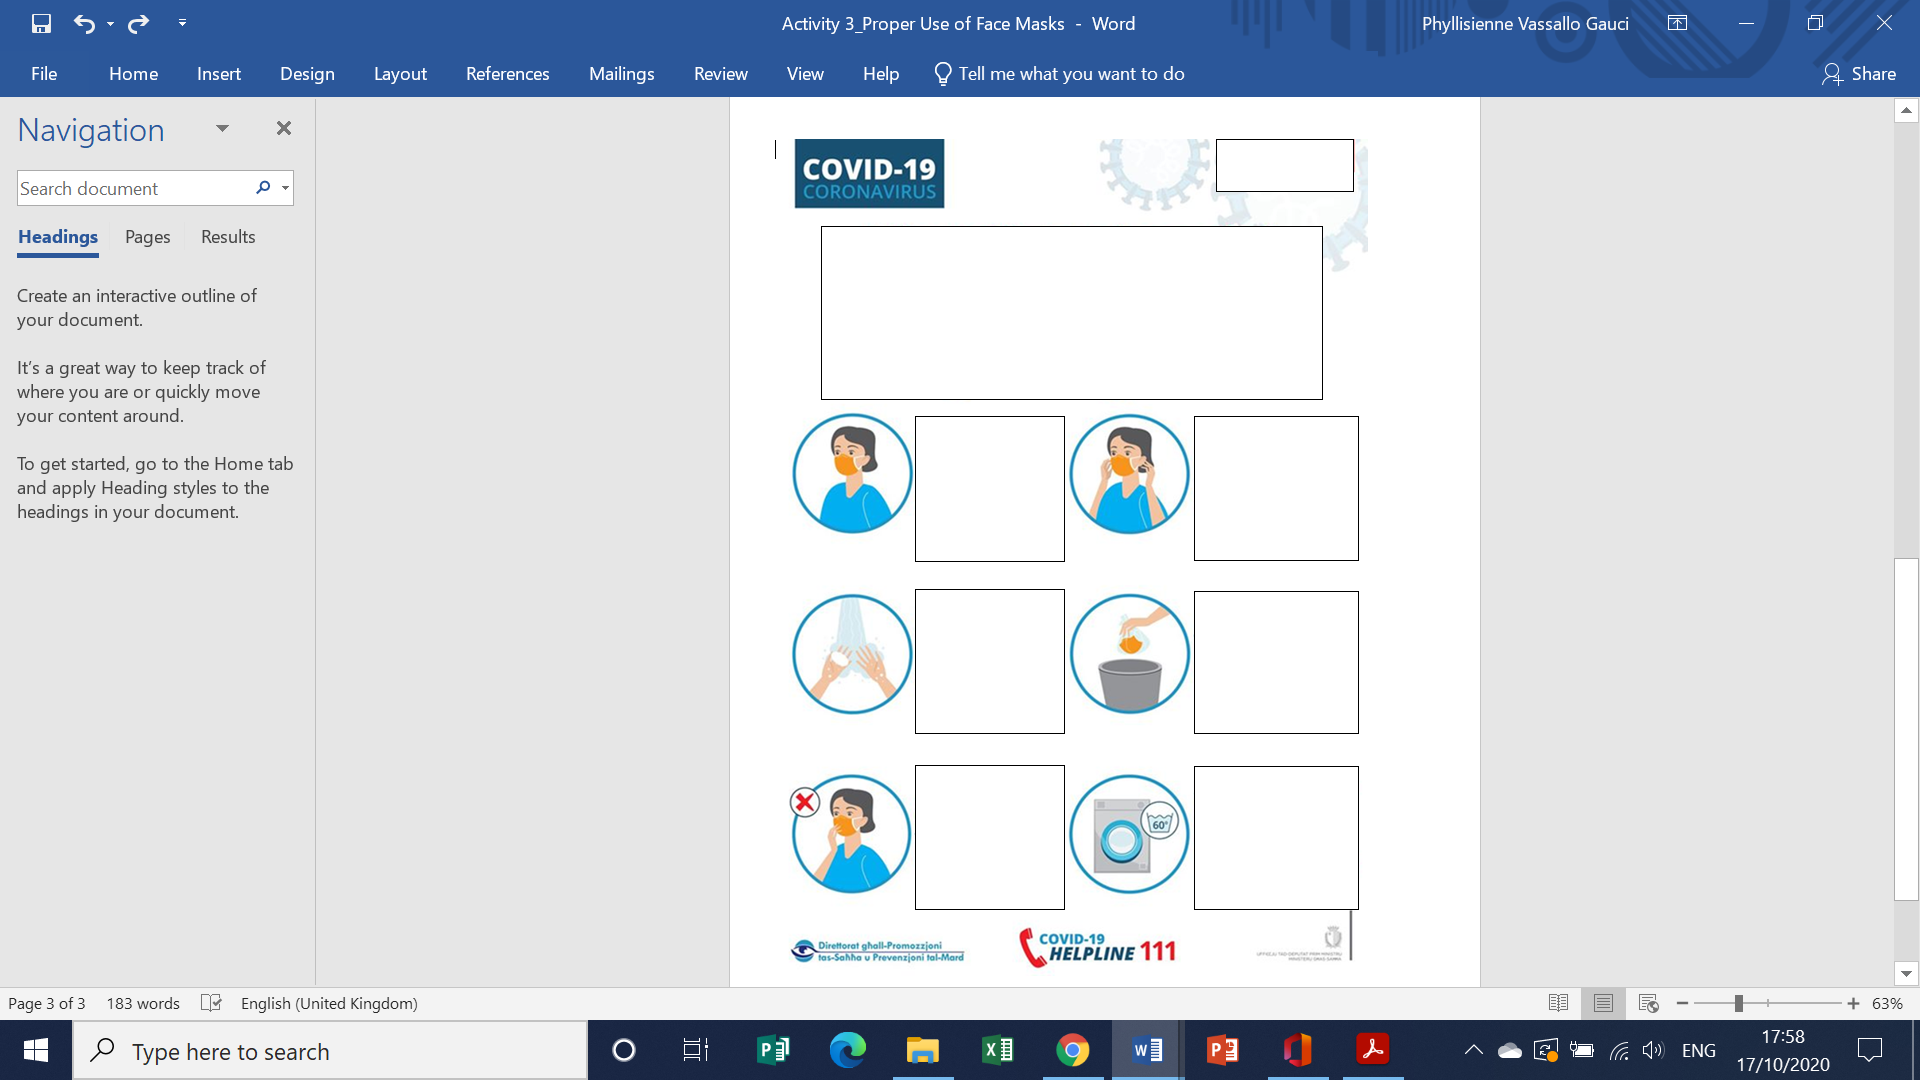 Activity 3_Proper Use of Face Masks - Word
Phyllisienne Vassallo Gauci
File Home Insert Design Layout References Mailings Review View Help Tell me what you want to do Share
Navigation
Search document
Headings Pages Results
Create an interactive outline of
your document.
It's a great way to keep track of
where you are or quickly move
your content around.
To get started, go to the Home tab
and apply Heading styles to the
headings in your document.
COVID-19
CORONAVIRUS
60°
Direttorat għall-Promozzjoni
tas-Saħħa u Prevenzjoni tal-Mard
COVID-19
HELPLINE 111
Page 3 of 3 183 words English (United Kingdom) 63%
Type here to search
ENG
17:58
17/10/2020